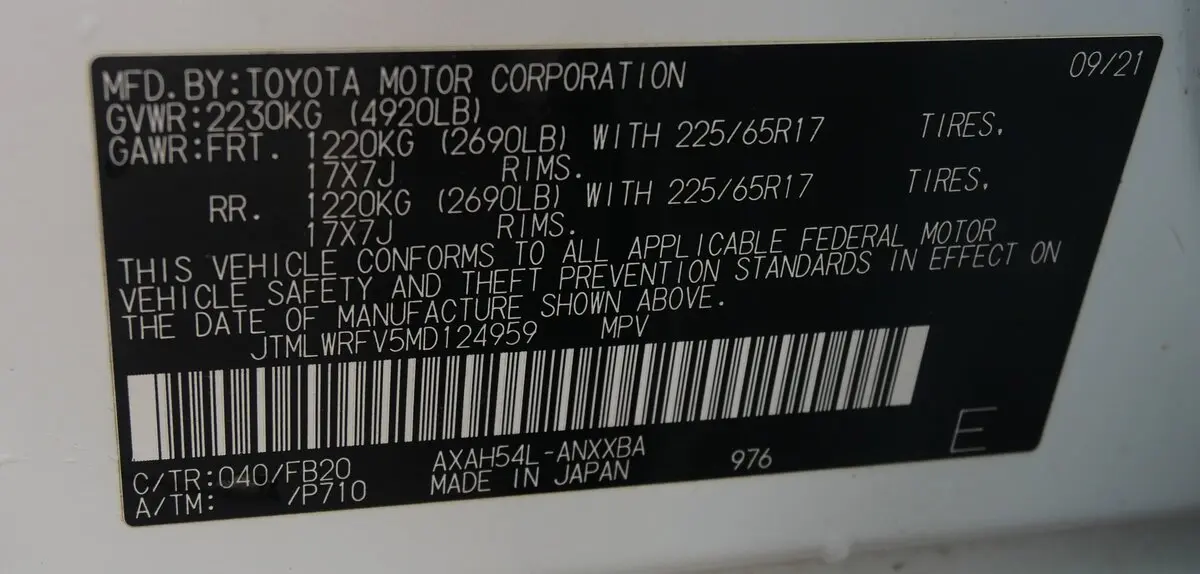 MFD.BY:TOYOTA MOTOR CORPORATION 09/21
GVWR:2230KG (4920LB)
GAWR:FRT. 1220KG (2690LB) WITH 225/65R17 TIRES,
17X7J RIMS.
RR. 1220KG (2690LB) WITH 225/65R17 TIRES,
17X7J RIMS.
THIS VEHICLE CONFORMS TO ALL APPLICABLE FEDERAL MOTOR
VEHICLE SAFETY AND THEFT PREVENTION STANDARDS IN EFFECT ON
THE DATE OF MANUFACTURE SHOWN ABOVE.
JTMLWRFV5MD124959 MPV
C/TR:040/FB20 AXAH54L-ANXXBA 976 E
A/TM: /P710 MADE IN JAPAN